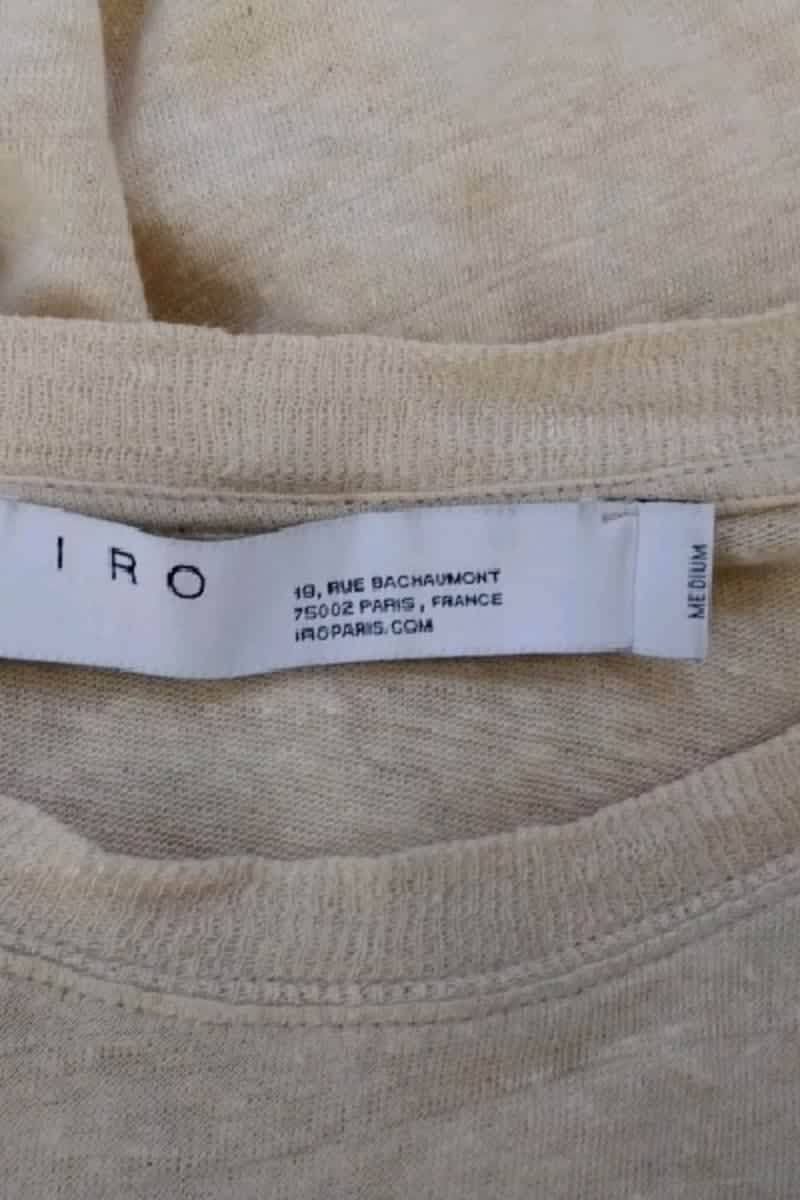 IRO
19, RUE BACHAUMONT
75002 PARIS, FRANCE
IROPARIS.COM
MEDIUM